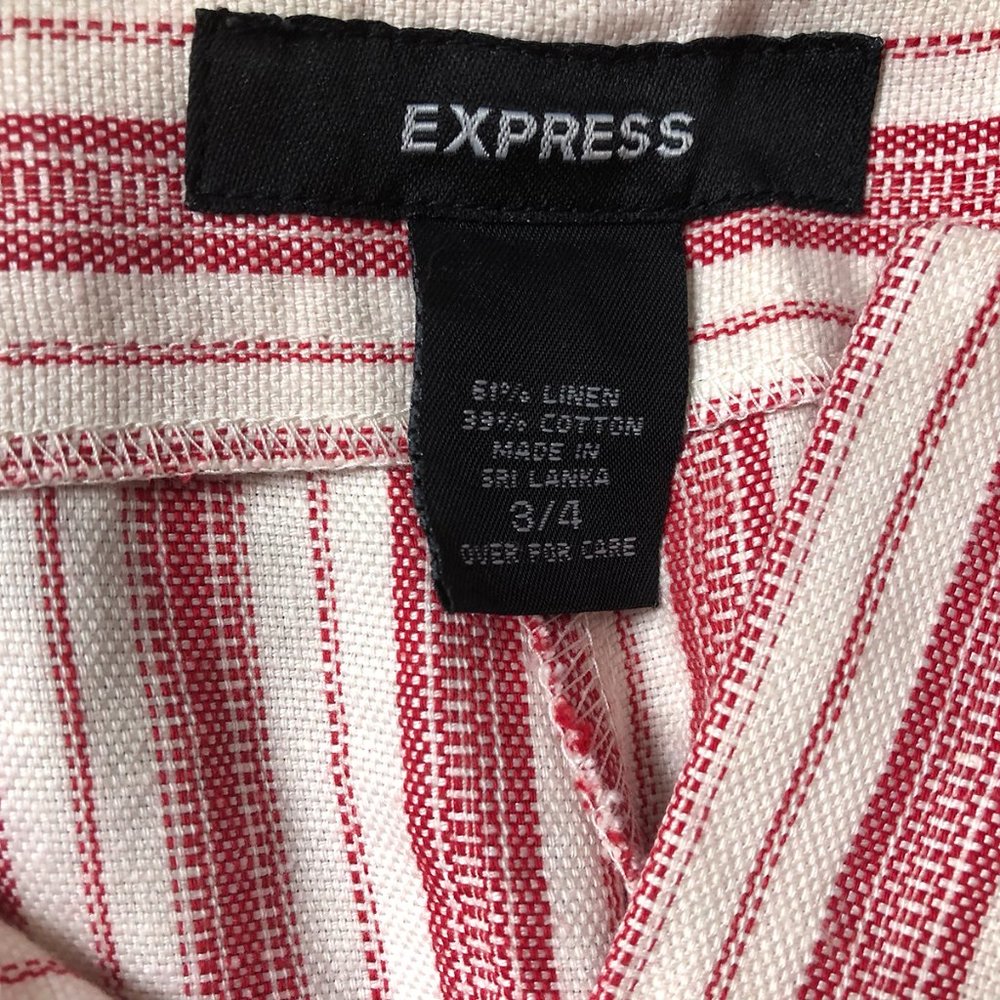 EXPRESS
61% LINEN
39% COTTON
MADE IN
SRI LANKA
3/4
OVER FOR CARE